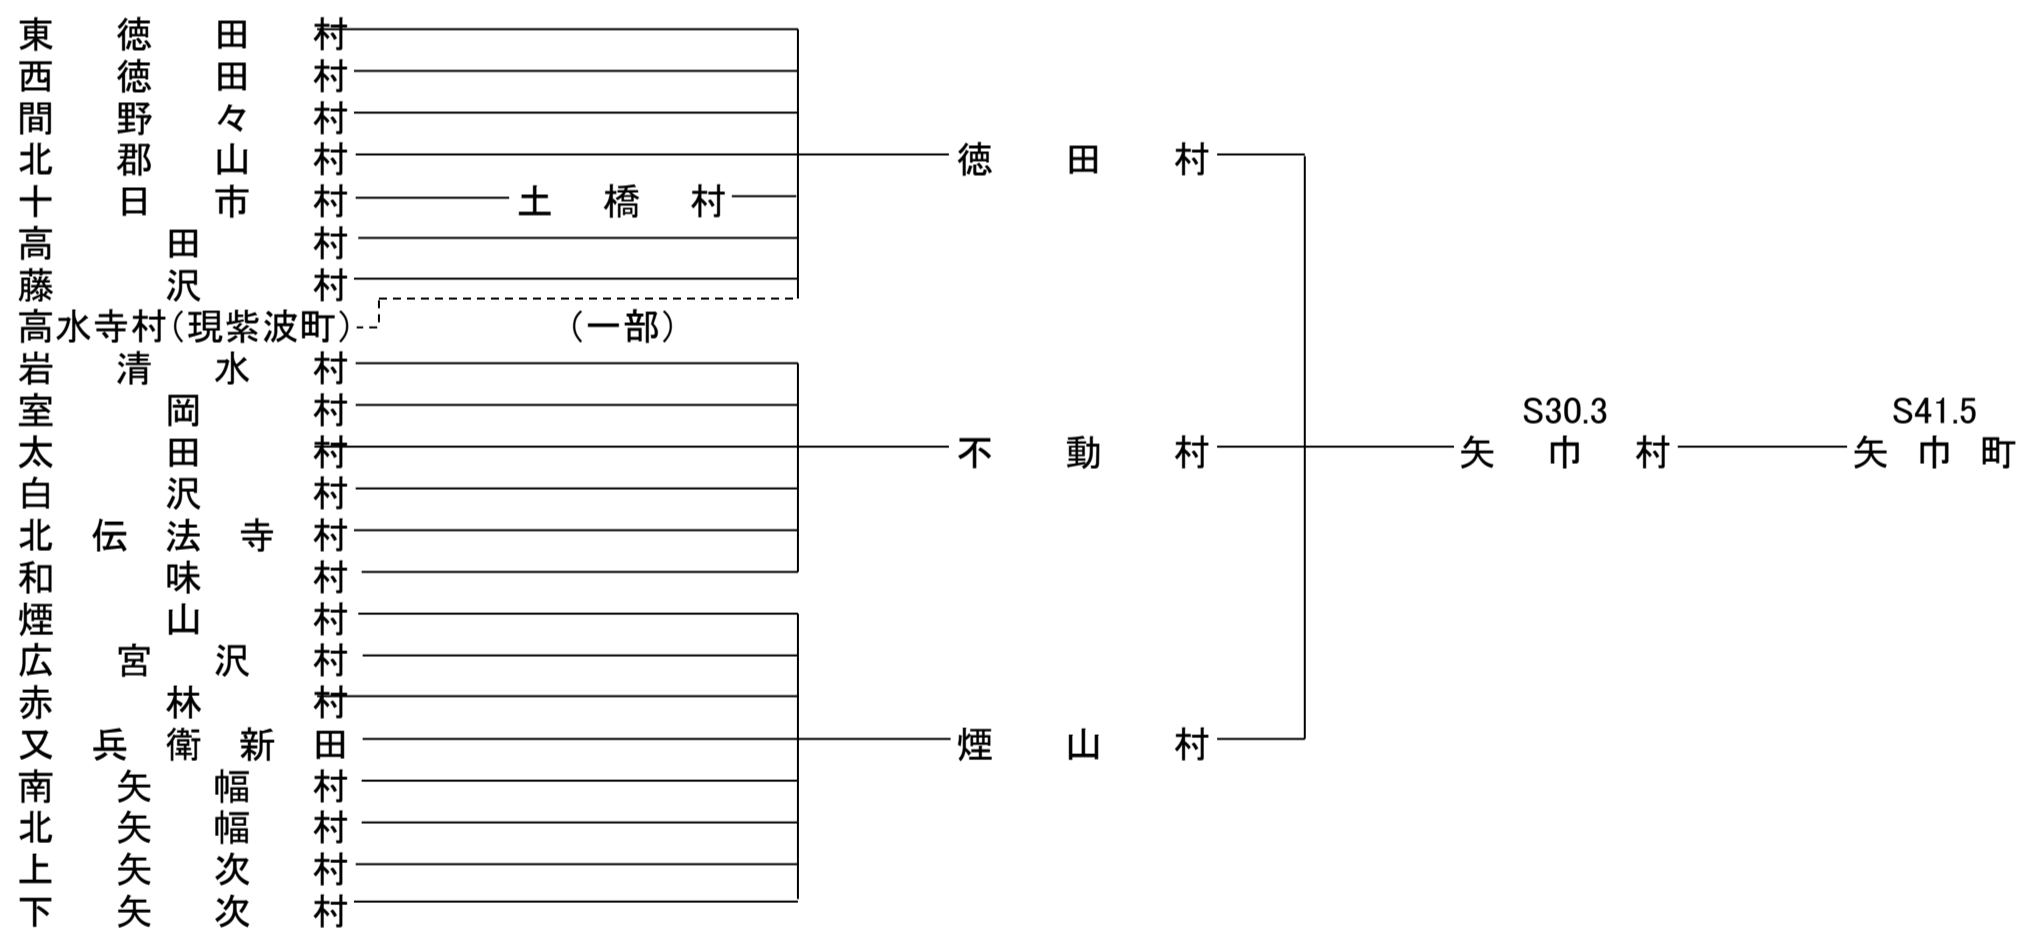 東徳田村
西徳田村
間野々村
北郡山村 徳田村
十日市村 土橋村
高田村
藤沢村
高水寺村(現紫波町) (一部)
岩清水村
室岡村 S30.3 S41.5
太田村 不動村 矢巾村 矢巾町
白沢村
北伝法寺村
和味村
煙山村
広宮沢村
赤林村
又兵衛新田 煙山村
南矢幅村
北矢幅村
上矢次村
下矢次村